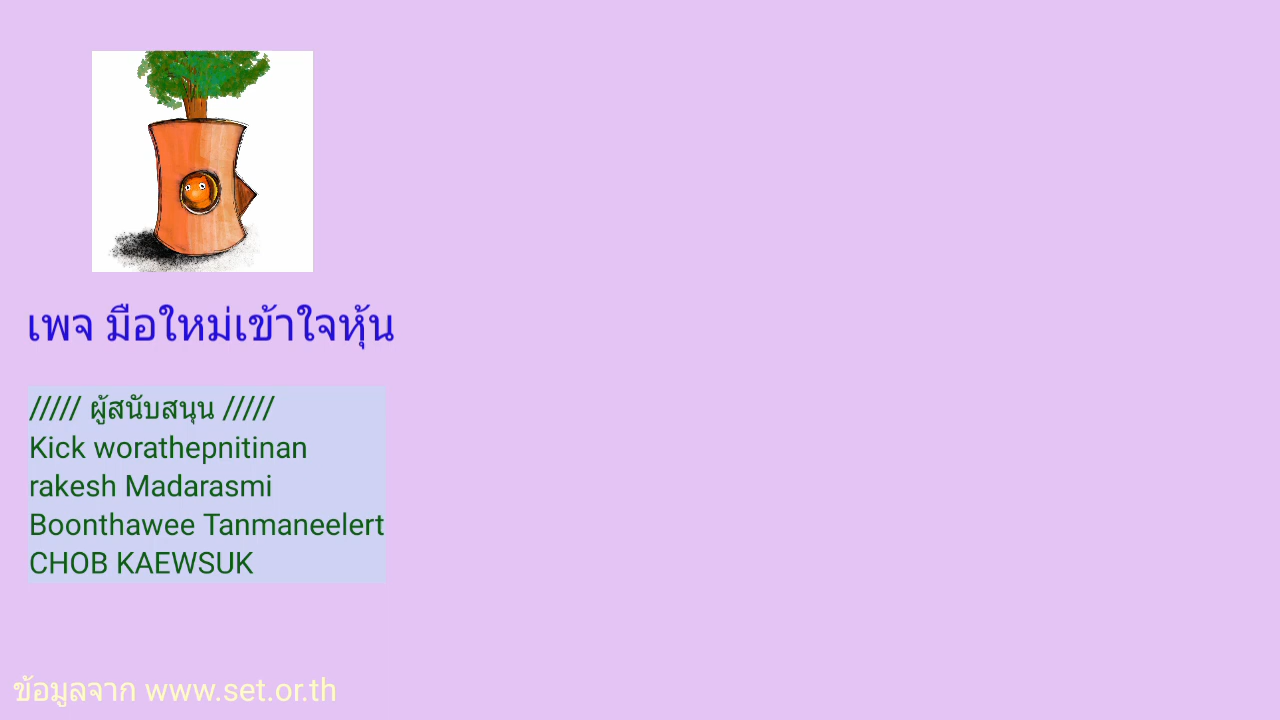 เพจ มือใหม่เข้าใจหุ้น
///// ผู้สนับสนุน /////
Kick worathepnitinan
rakesh Madarasmi
Boonthawee Tanmaneelert
CHOB KAEWSUK
ข้อมูลจาก www.set.or.th